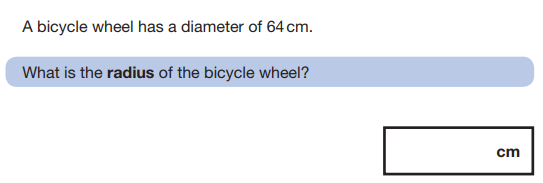 A bicycle wheel has a diameter of 64 cm.
What is the radius of the bicycle wheel?
cm